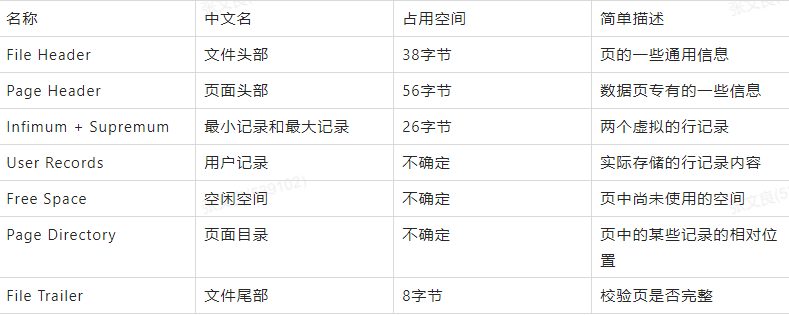 名称 中文名 占用空间 简单描述
File Header 文件头部 38字节 页的一些通用信息
Page Header 页面头部 56字节 数据页专有的一些信息
Infimum + Supremum 最小记录和最大记录 26字节 两个虚拟的行记录
User Records 用户记录 不确定 实际存储的行记录内容
Free Space 空闲空间 不确定 页中尚未使用的空间
Page Directory 页面目录 不确定 页中的某些记录的相对位
置
File Trailer 文件尾部 8字节 校验页是否完整